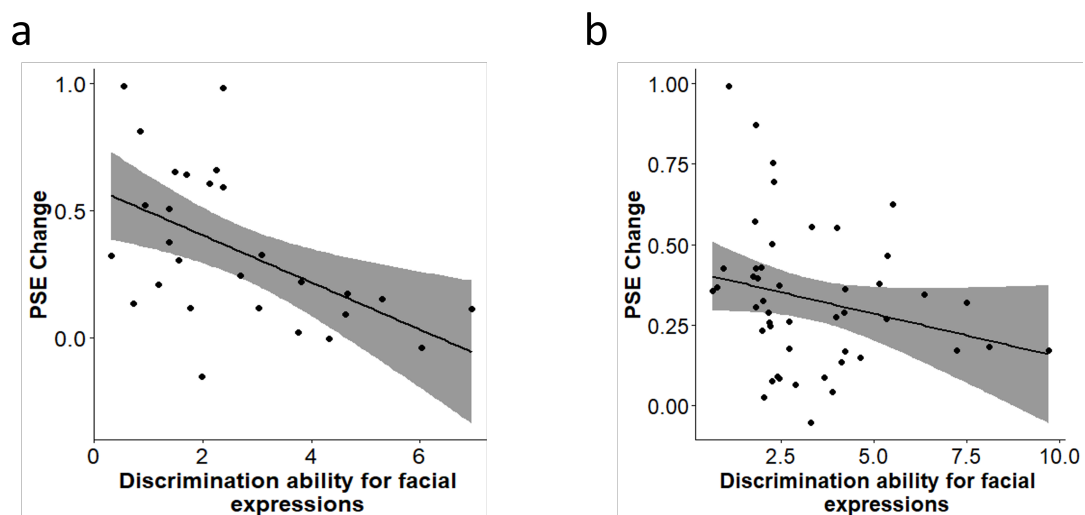 a
PSE Change
1.0
0.5
0.0
0 2 4 6
Discrimination ability for facial
expressions
b
PSE Change
1.00
0.75
0.50
0.25
0.00
2.5 5.0 7.5 10.0
Discrimination ability for facial
expressions